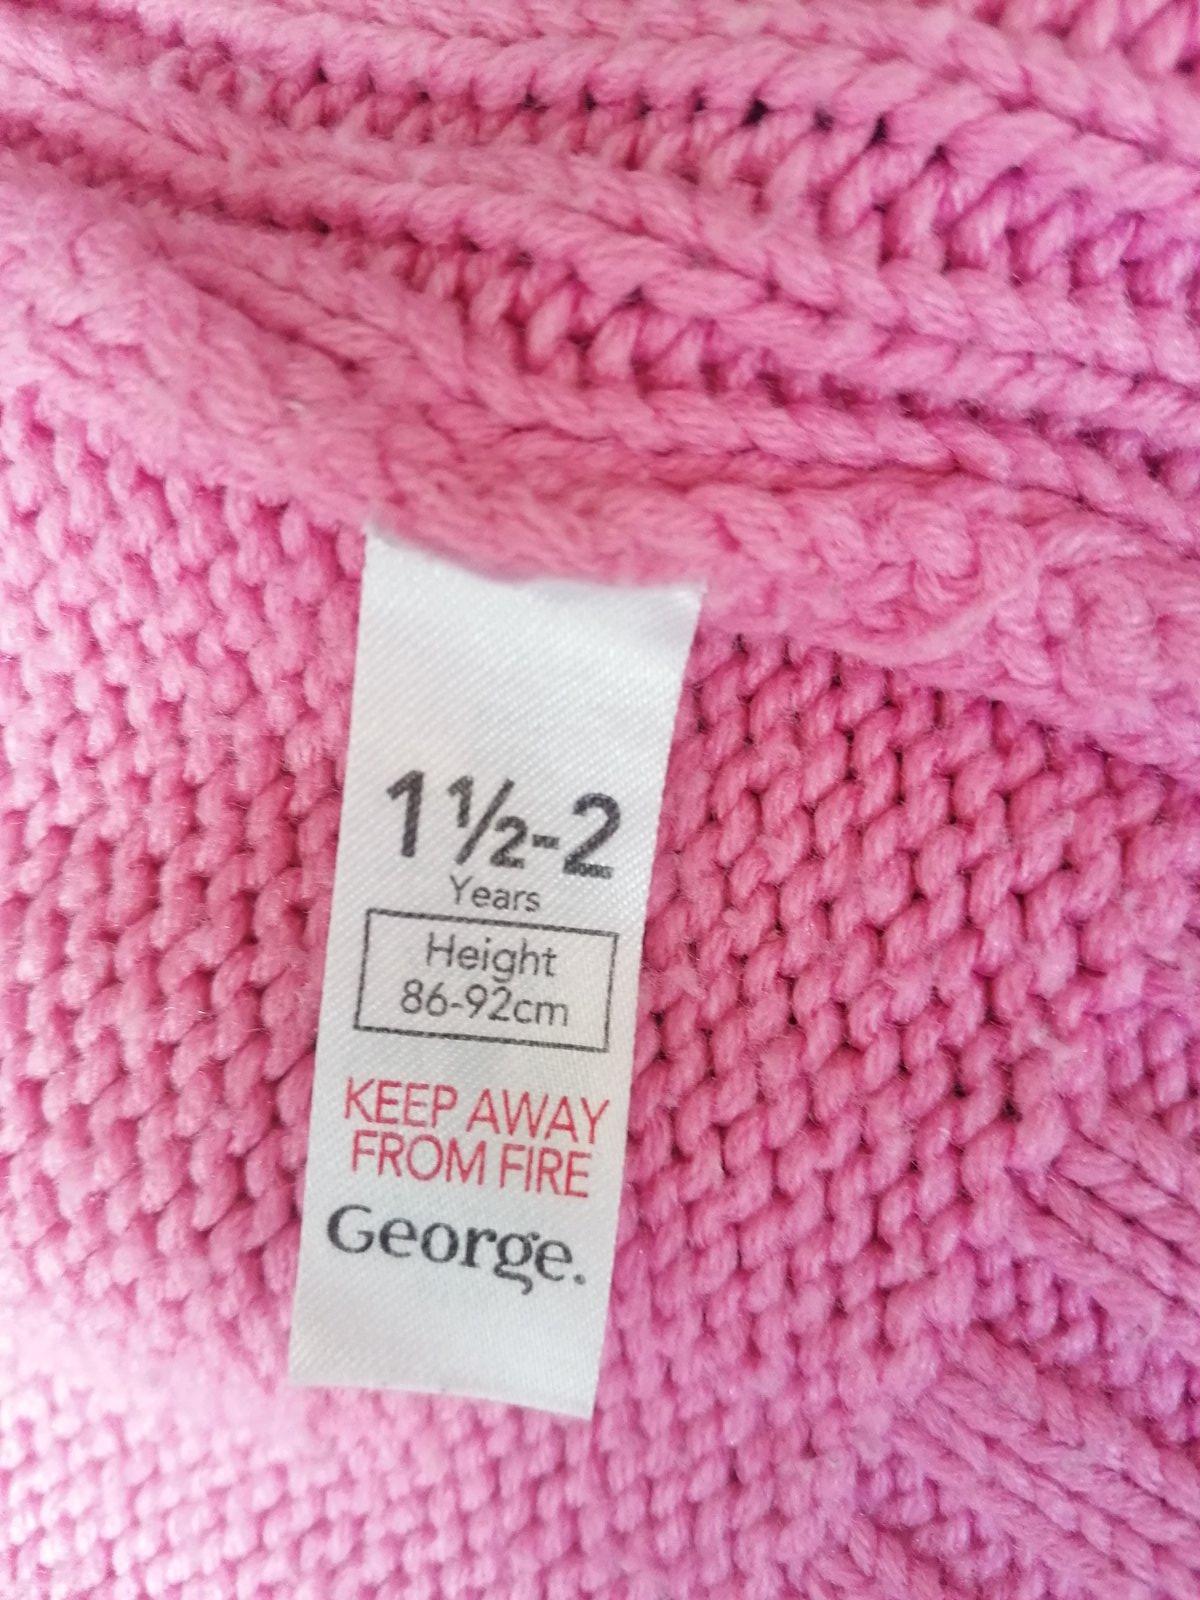 1½-2
Years
Height
86-92cm
KEEP AWAY
FROM FIRE
George.